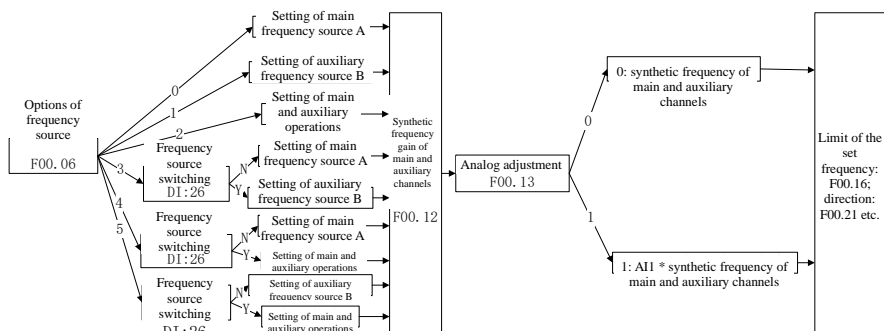 Options of
frequency
source
F00.06
0
1
2
3
4
5
Setting of main
frequency source A
Setting of auxiliary
frequency source B
Setting of main
and auxiliary
operations
Frequency
source
switching
DI:26
N
Y
Setting of main
frequency source A
Setting of auxiliary
frequency source B
Frequency
source
switching
DI:26
N
Y
Setting of main
frequency source A
Setting of main and
auxiliary operations
Frequency
source
switching
DI:26
N
Y
Setting of auxiliary
frequency source B
Setting of main and
auxiliary operations
Synthetic
frequency
gain of
main and
auxiliary
channels
F00.12
Analog adjustment
F00.13
0
1
0: synthetic frequency of
main and auxiliary
channels
1: AI1 * synthetic frequency of
main and auxiliary channels
Limit of the
set
frequency:
F00.16;
direction:
F00.21 etc.